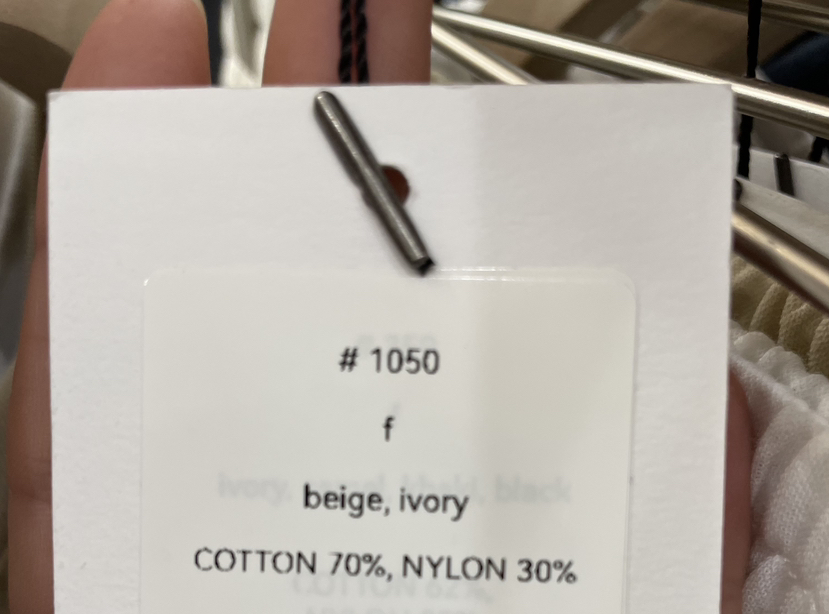 # 1050
f
beige, ivory
COTTON 70%, NYLON 30%